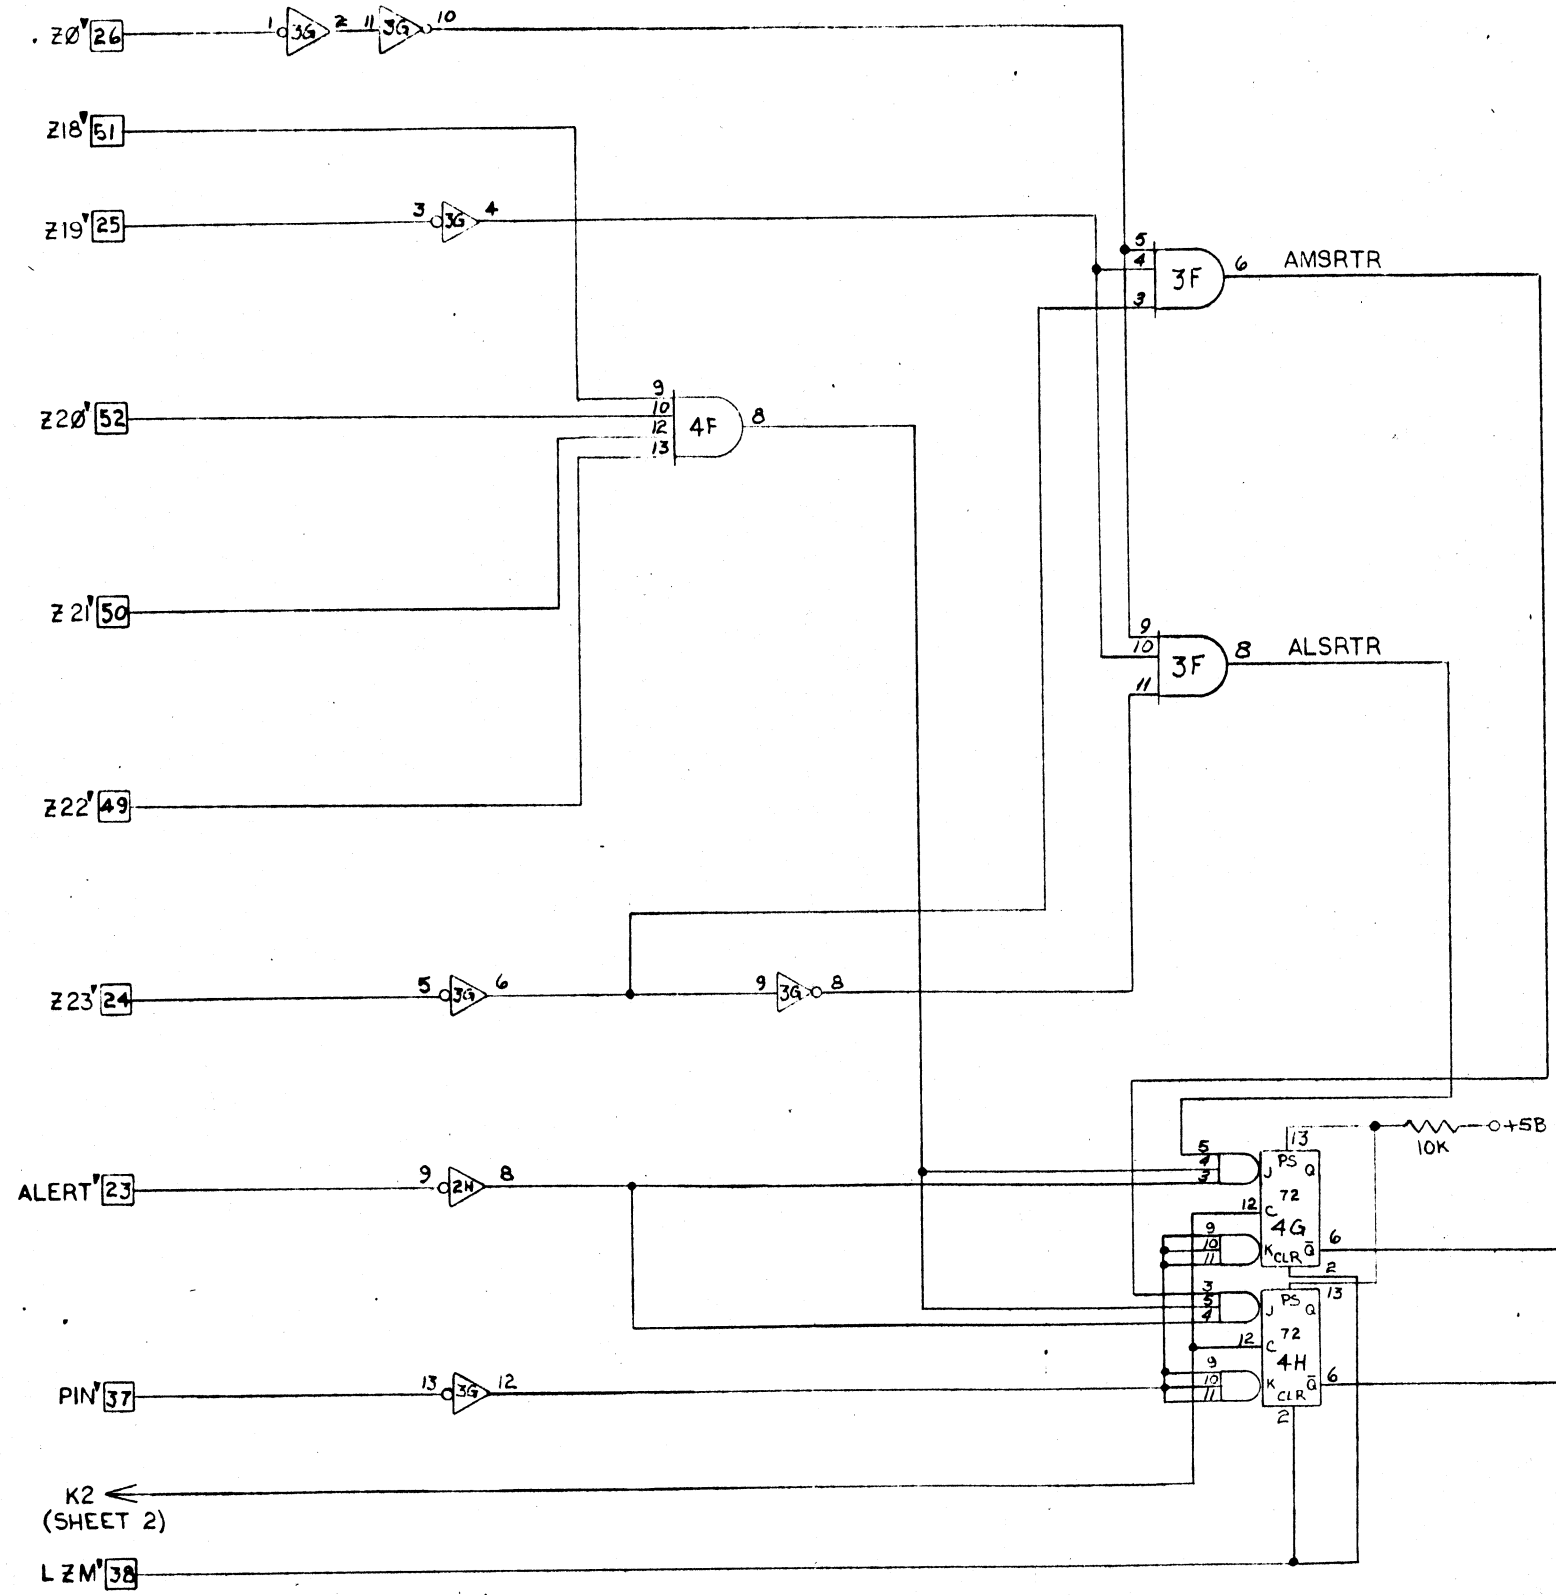 ZØ' 26 1 3G 2 11 3G 10
Z18' 51
Z19' 25 3 3G 4
5
4 3F 6 AMSRTR
3
9
Z2Ø' 52 10 4F 8
12
13
Z21' 50
9
10 3F 8 ALSRTR
11
Z22' 49
Z23' 24 5 3G 6 9 3G 8
13 10K +5B
5 PS
4 J Q
ALERT' 23 9 2H 8 3
72
12 C 4G
9
10 K CLR Q̅ 6
11
2
13
3 PS
5 J Q
4
72
12 C 4H
9
10 K CLR Q̅ 6
11
2
PIN' 37 13 3G 12
K2
(SHEET 2)
LZM' 38